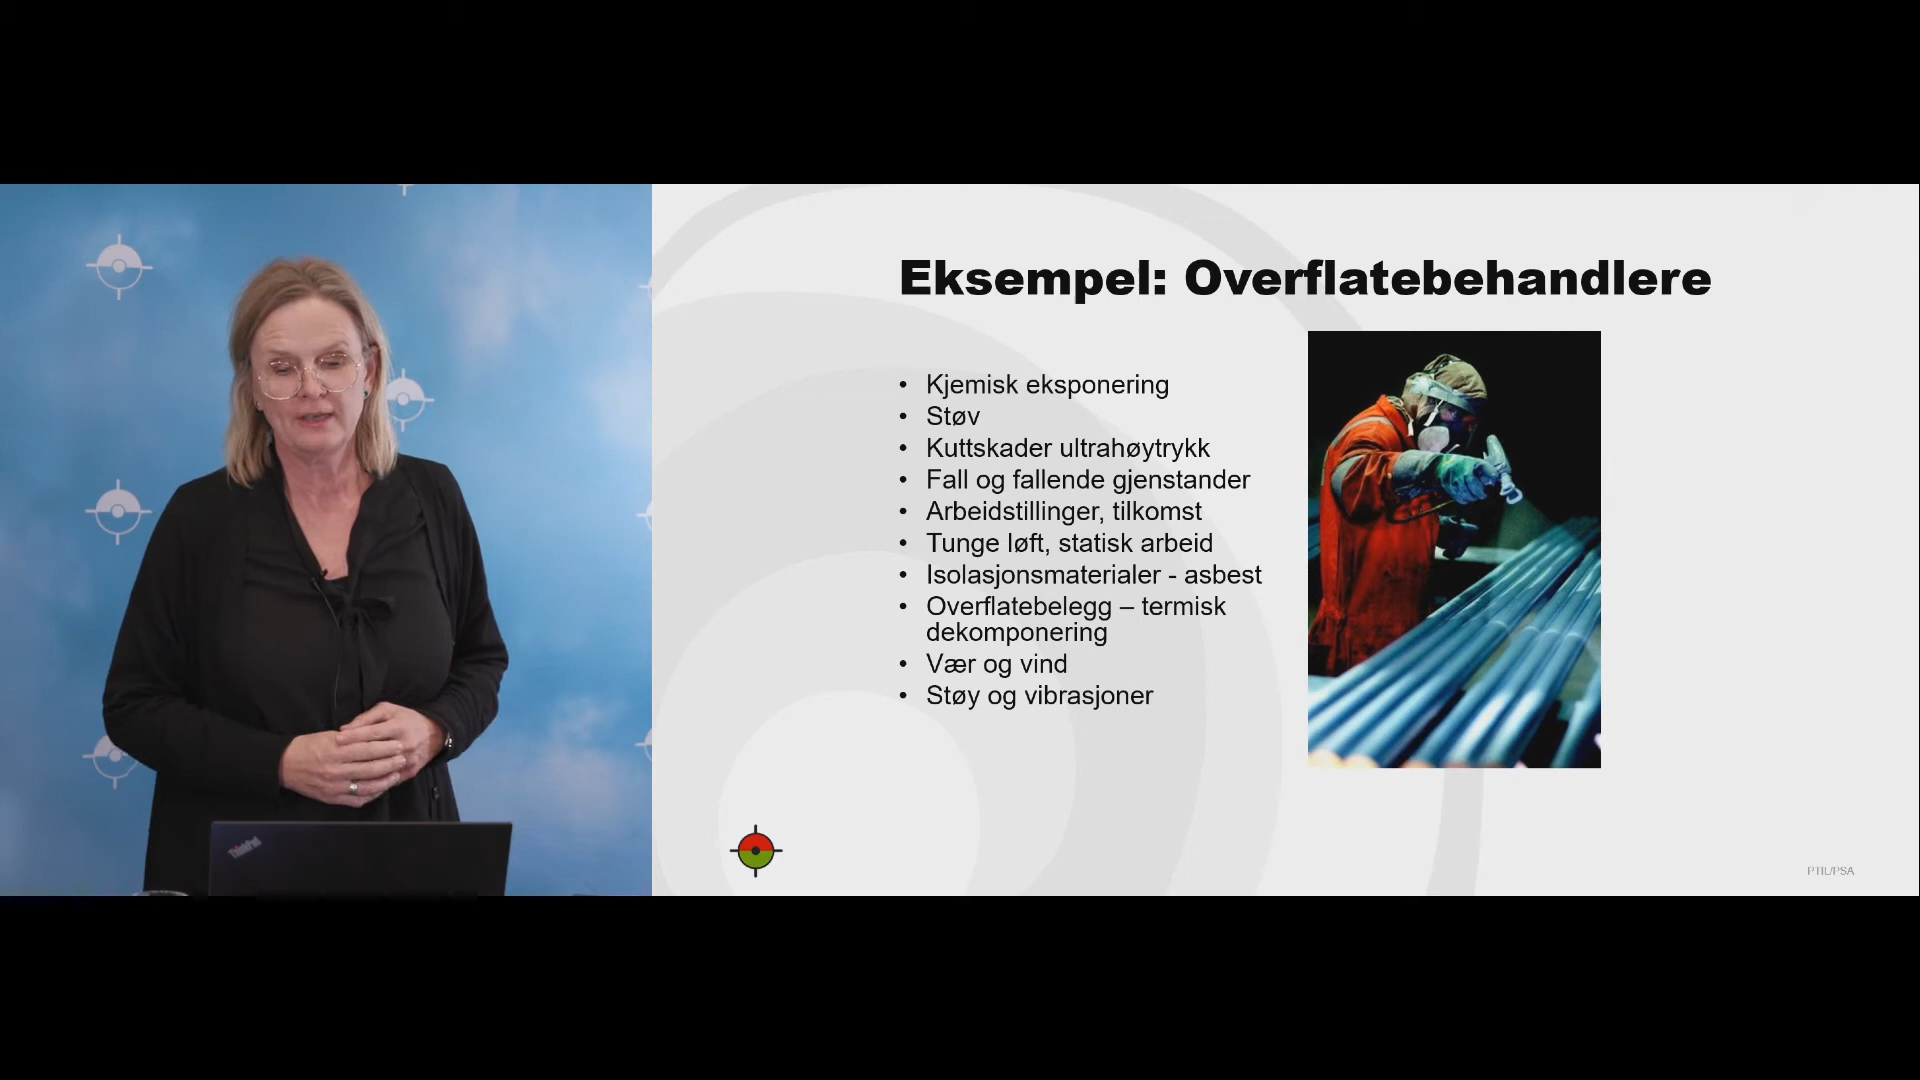 Eksempel: Overflatebehandlere
• Kjemisk eksponering
• Støv
• Kuttskader ultrahøytrykk
• Fall og fallende gjenstander
• Arbeidstillinger, tilkomst
• Tunge løft, statisk arbeid
• Isolasjonsmaterialer - asbest
• Overflatebelegg – termisk
dekomponering
• Vær og vind
• Støy og vibrasjoner
ThinkPad
PTIL/PSA